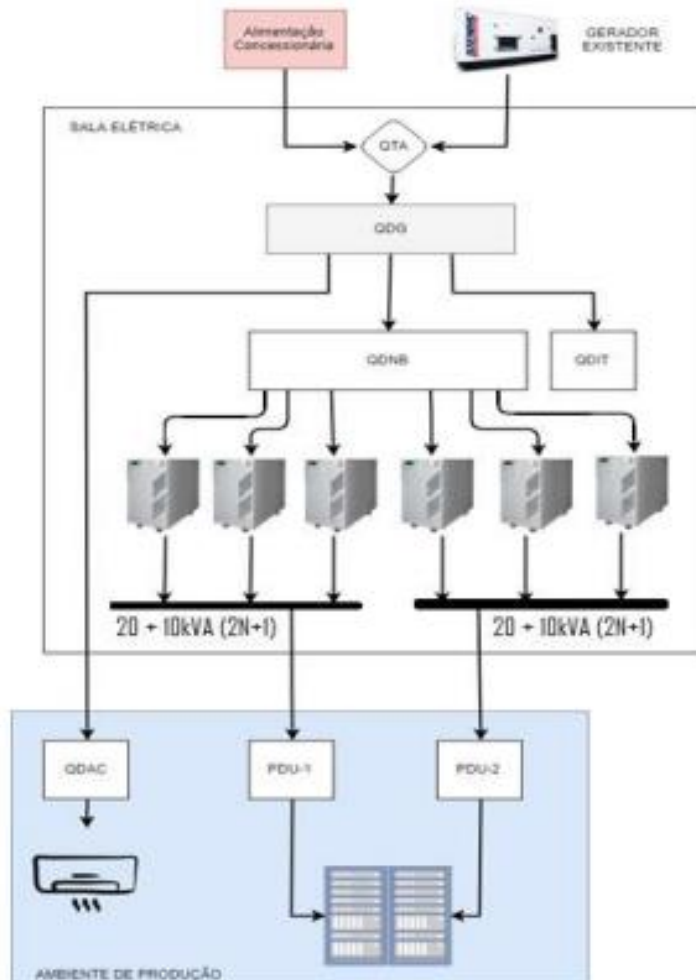 Alimentação
Concessionária
GERADOR
EXISTENTE
SALA ELÉTRICA
QTA
QDG
QDNB
QDIT
20 + 10kVA (2N+1)
20 + 10kVA (2N+1)
QDAC
PDU-1
PDU-2
AMBIENTE DE PRODUÇÃO